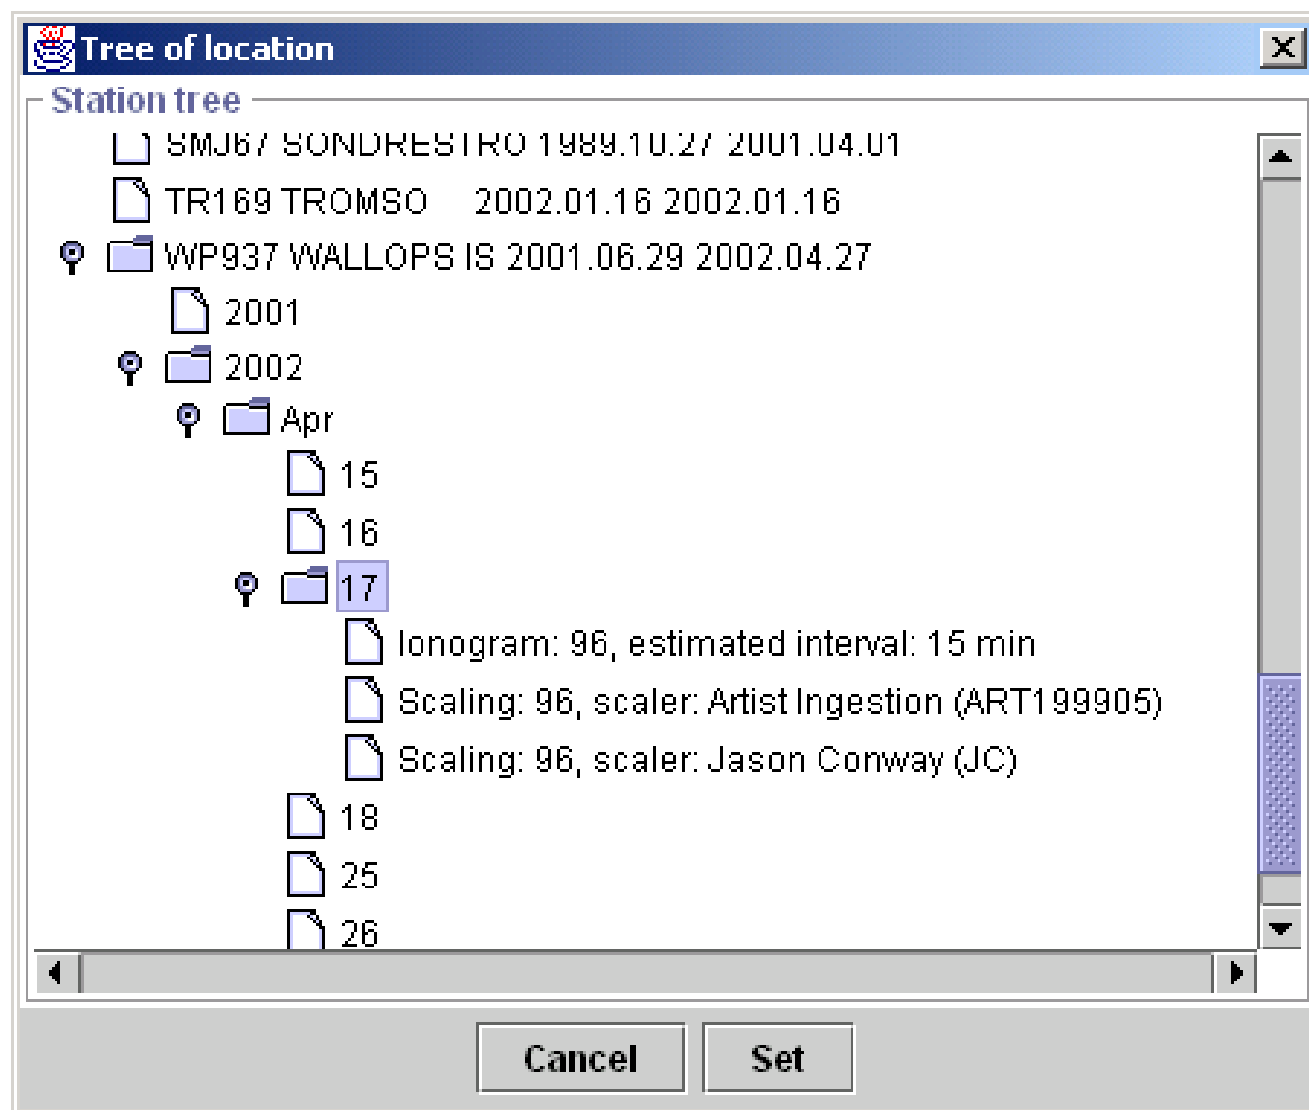 Tree of location
Station tree
SMJ67 SONDRESTRO 1989.10.27 2001.04.01
TR169 TROMSO 2002.01.16 2002.01.16
WP937 WALLOPS IS 2001.06.29 2002.04.27
2001
2002
Apr
15
16
17
Ionogram: 96, estimated interval: 15 min
Scaling: 96, scaler: Artist Ingestion (ART199905)
Scaling: 96, scaler: Jason Conway (JC)
18
25
26
Cancel Set